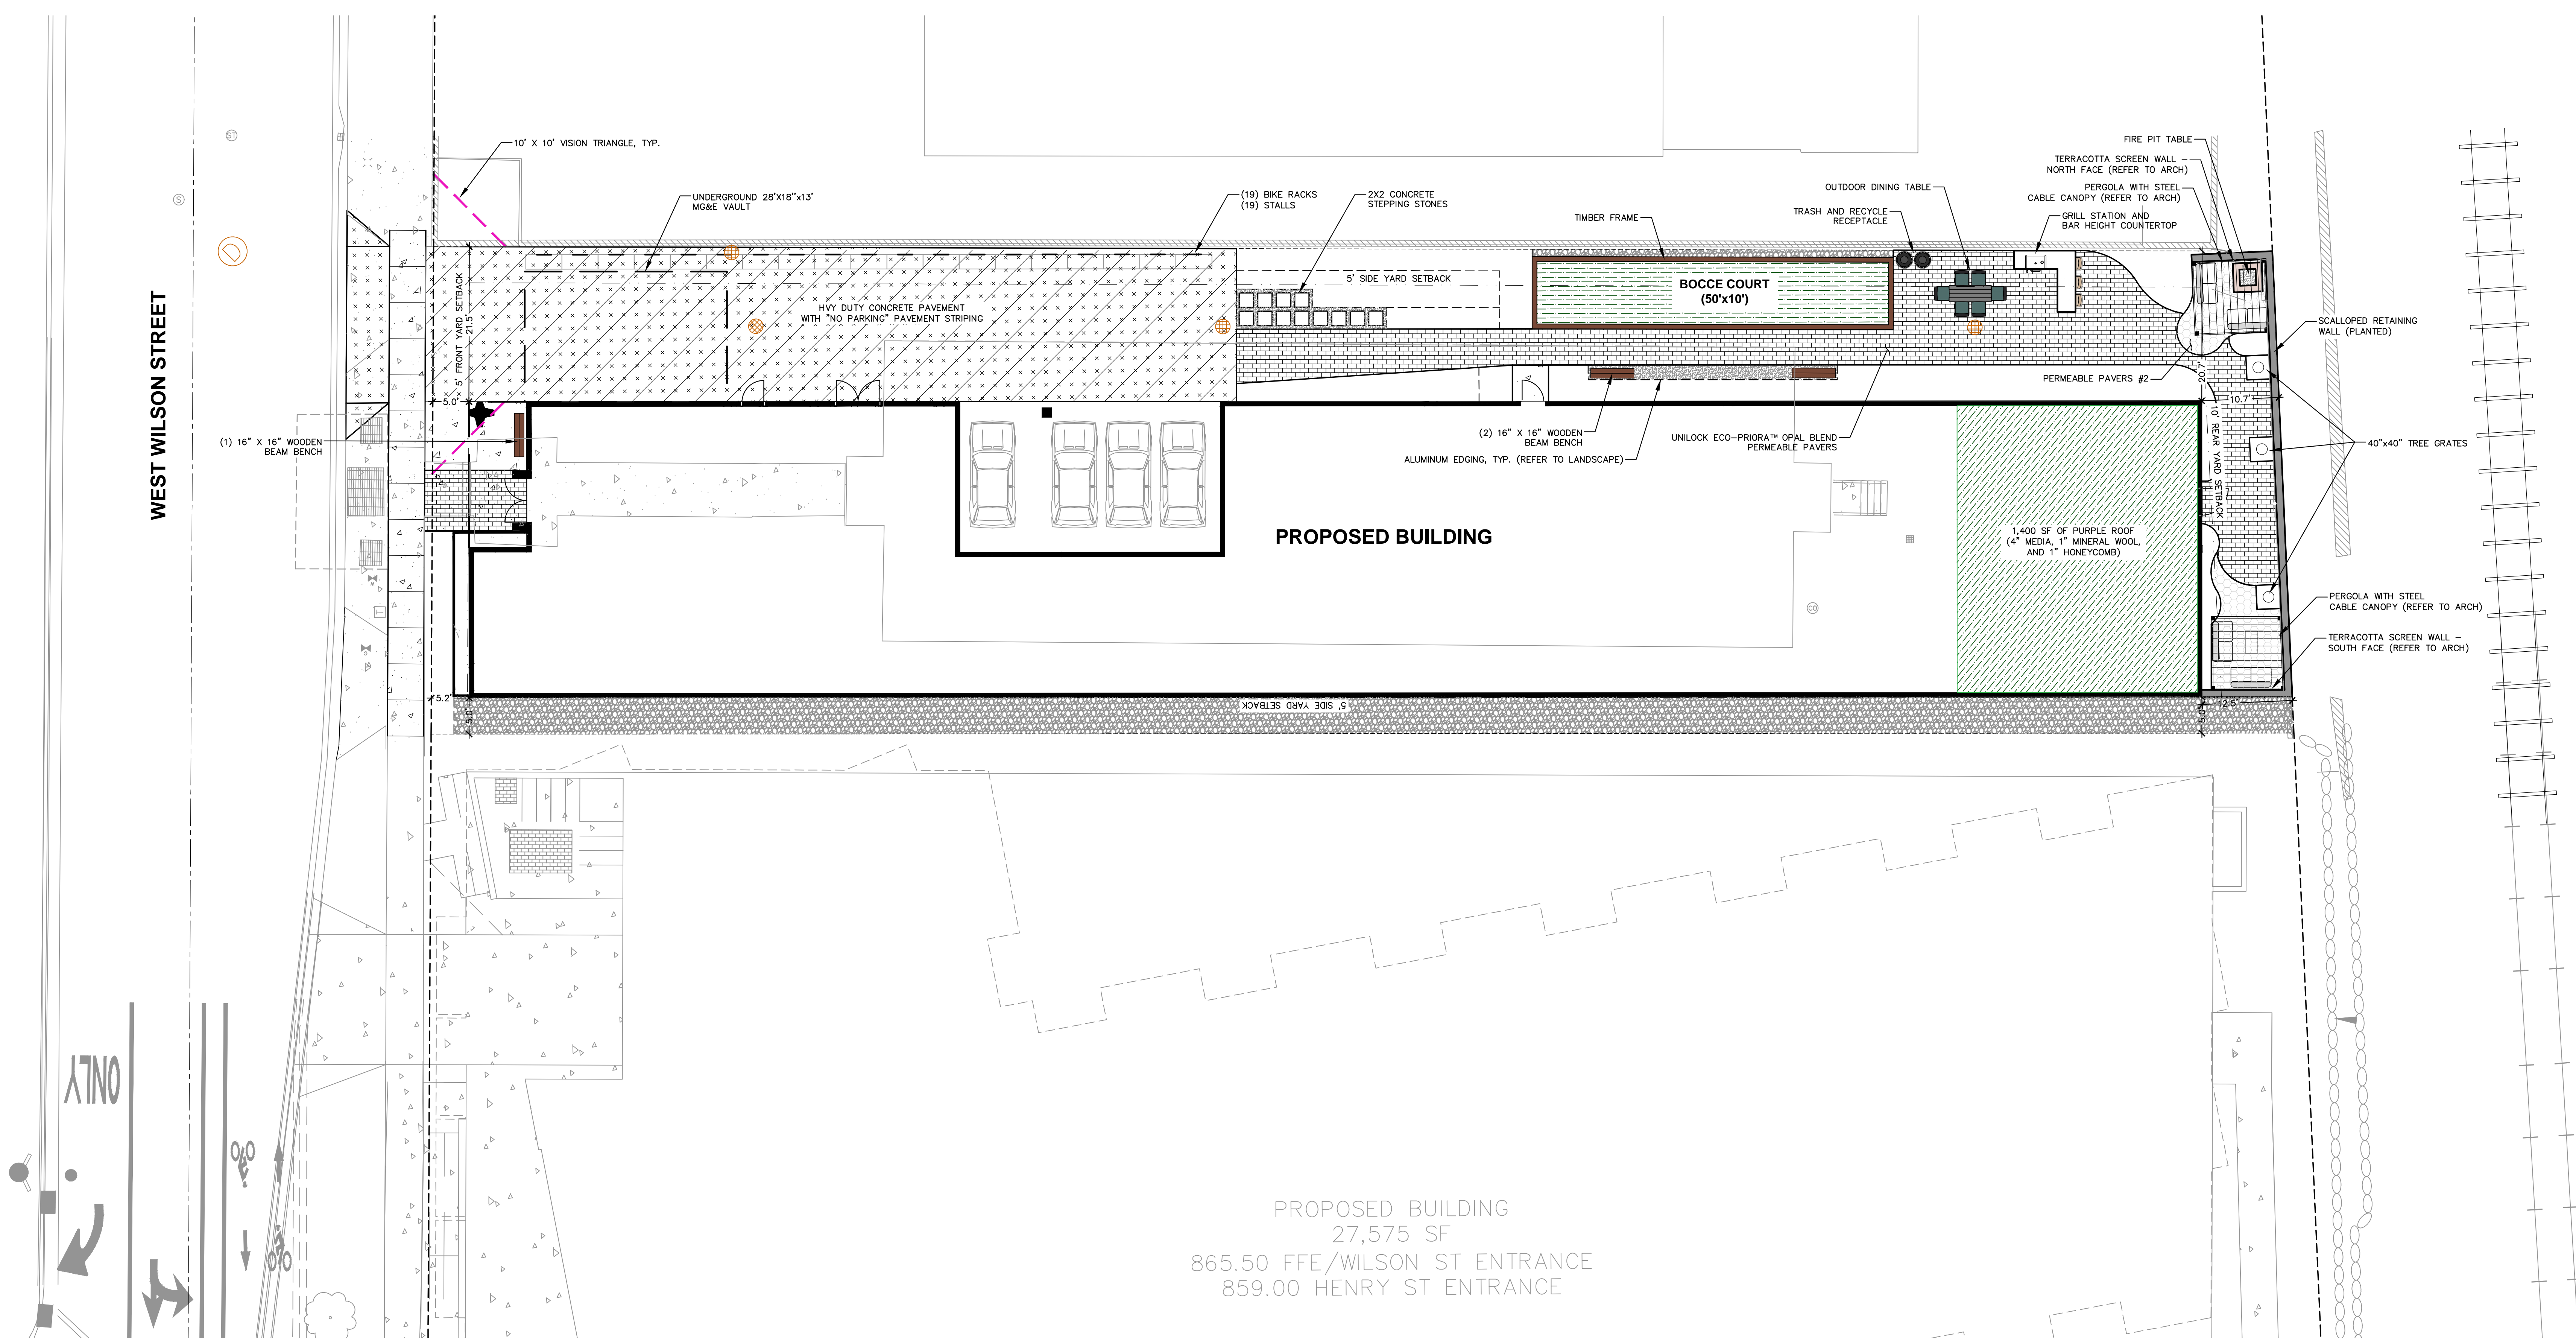 WEST WILSON STREET
ST
S
D
10' X 10' VISION TRIANGLE, TYP.
UNDERGROUND 28'X18"x13'
MG&E VAULT
(19) BIKE RACKS
(19) STALLS
2X2 CONCRETE
STEPPING STONES
TIMBER FRAME
TRASH AND RECYCLE
RECEPTACLE
OUTDOOR DINING TABLE
FIRE PIT TABLE
TERRACOTTA SCREEN WALL -
NORTH FACE (REFER TO ARCH)
PERGOLA WITH STEEL
CABLE CANOPY (REFER TO ARCH)
GRILL STATION AND
BAR HEIGHT COUNTERTOP
5' FRONT YARD SETBACK
21.5'
HVY DUTY CONCRETE PAVEMENT
WITH "NO PARKING" PAVEMENT STRIPING
5' SIDE YARD SETBACK
BOCCE COURT
(50'x10')
SCALLOPED RETAINING
WALL (PLANTED)
PERMEABLE PAVERS #2
20.7'
10.7'
10' REAR YARD SETBACK
5.0'
(1) 16" X 16" WOODEN
BEAM BENCH
(2) 16" X 16" WOODEN
BEAM BENCH
ALUMINUM EDGING, TYP. (REFER TO LANDSCAPE)
UNILOCK ECO-PRIORA™ OPAL BLEND
PERMEABLE PAVERS
40"x40" TREE GRATES
PROPOSED BUILDING
1,400 SF OF PURPLE ROOF
(4" MEDIA, 1" MINERAL WOOL,
AND 1" HONEYCOMB)
CO
T
PERGOLA WITH STEEL
CABLE CANOPY (REFER TO ARCH)
TERRACOTTA SCREEN WALL -
SOUTH FACE (REFER TO ARCH)
5.2'
5.0'
5' SIDE YARD SETBACK
5.0'
12.5'
ONLY
PROPOSED BUILDING
27,575 SF
865.50 FFE/WILSON ST ENTRANCE
859.00 HENRY ST ENTRANCE